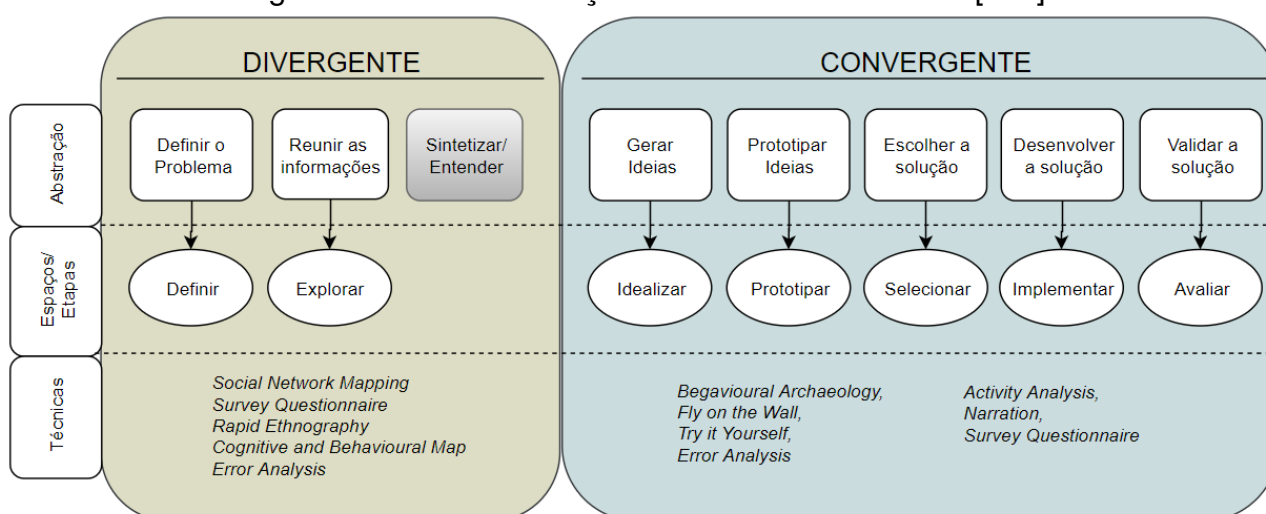 DIVERGENTE
CONVERGENTE
Abstração
Definir o
Problema
Reunir as
informações
Sintetizar/
Entender
Gerar
Ideias
Prototipar
Ideias
Escolher a
solução
Desenvolver
a solução
Validar a
solução
Espaços/
Etapas
Definir
Explorar
Idealizar
Prototipar
Selecionar
Implementar
Avaliar
Técnicas
Social Network Mapping
Survey Questionnaire
Rapid Ethnography
Cognitive and Behavioural Map
Error Analysis
Begavioural Archaeology,
Fly on the Wall,
Try it Yourself,
Error Analysis
Activity Analysis,
Narration,
Survey Questionnaire